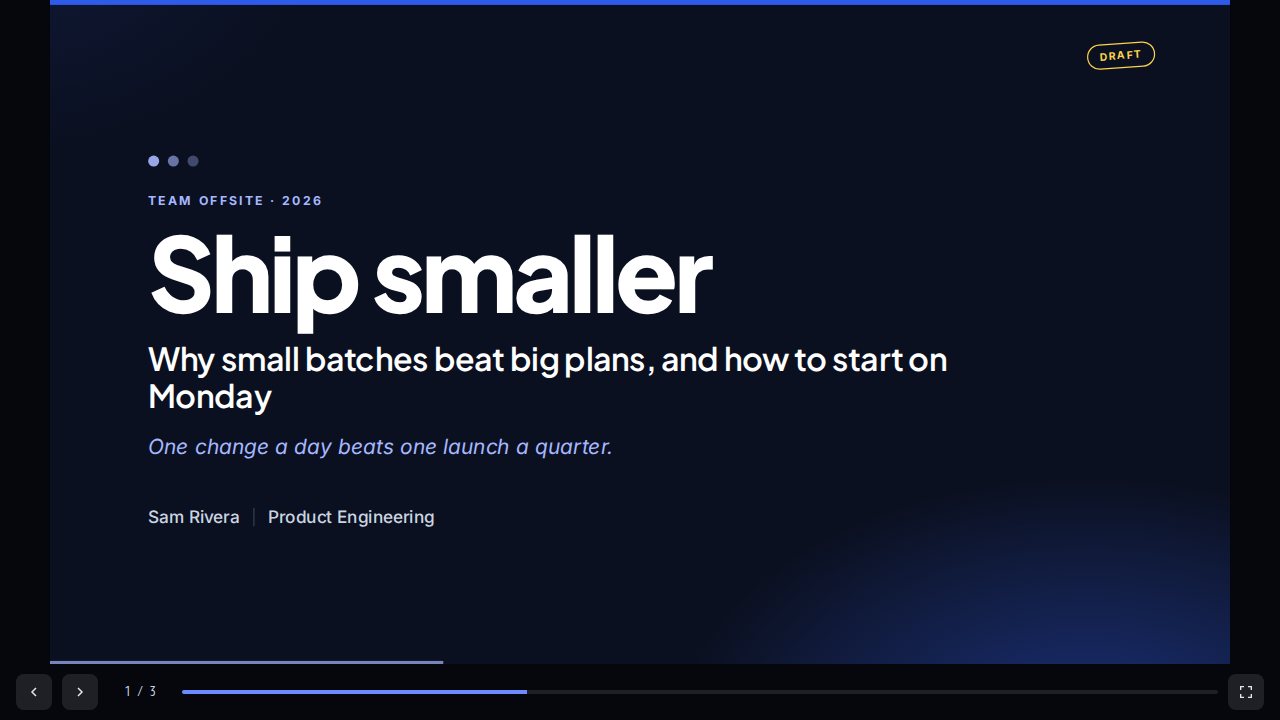 DRAFT
TEAM OFFSITE · 2026
Ship smaller
Why small batches beat big plans, and how to start on
Monday
One change a day beats one launch a quarter.
Sam Rivera | Product Engineering
1 / 3